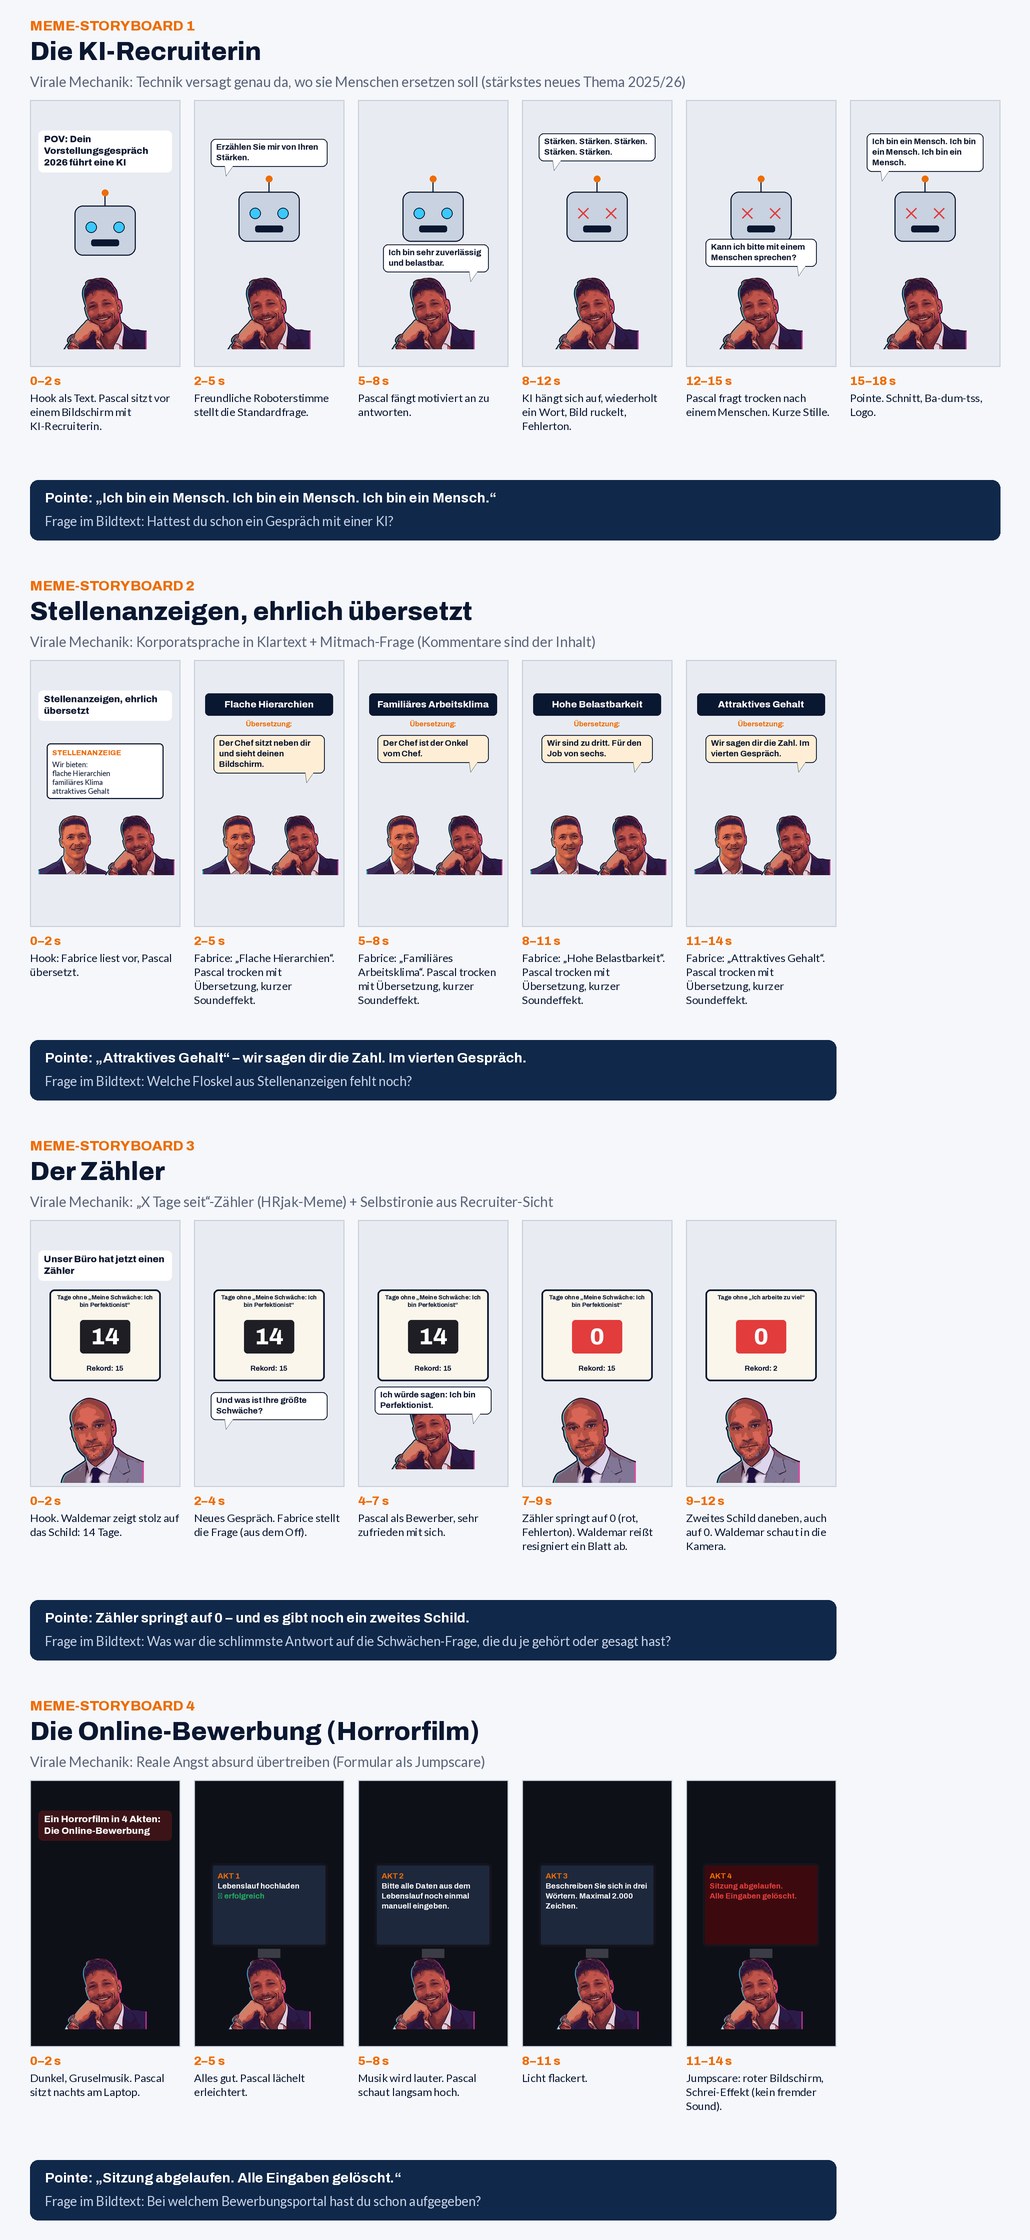 MEME-STORYBOARD 1
Die KI-Recruiterin
Virale Mechanik: Technik versagt genau da, wo sie Menschen ersetzen soll (stärkstes neues Thema 2025/26)
POV: Dein
Vorstellungsgespräch
2026 führt eine KI
0–2 s
Hook als Text. Pascal sitzt vor
einem Bildschirm mit
KI-Recruiterin.
Erzählen Sie mir von Ihren
Stärken.
2–5 s
Freundliche Roboterstimme
stellt die Standardfrage.
Ich bin sehr zuverlässig
und belastbar.
5–8 s
Pascal fängt motiviert an zu
antworten.
Stärken. Stärken. Stärken.
Stärken. Stärken.
8–12 s
KI hängt sich auf, wiederholt
ein Wort, Bild ruckelt,
Fehlerton.
Kann ich bitte mit einem
Menschen sprechen?
12–15 s
Pascal fragt trocken nach
einem Menschen. Kurze Stille.
Ich bin ein Mensch. Ich bin
ein Mensch. Ich bin ein
Mensch.
15–18 s
Pointe. Schnitt, Ba-dum-tss,
Logo.
Pointe: „Ich bin ein Mensch. Ich bin ein Mensch. Ich bin ein Mensch.“
Frage im Bildtext: Hattest du schon ein Gespräch mit einer KI?
MEME-STORYBOARD 2
Stellenanzeigen, ehrlich übersetzt
Virale Mechanik: Korporatsprache in Klartext + Mitmach-Frage (Kommentare sind der Inhalt)
Stellenanzeigen, ehrlich
übersetzt
STELLENANZEIGE
Wir bieten:
flache Hierarchien
familiäres Klima
attraktives Gehalt
0–2 s
Hook: Fabrice liest vor, Pascal
übersetzt.
Flache Hierarchien
Übersetzung:
Der Chef sitzt neben dir
und sieht deinen
Bildschirm.
2–5 s
Fabrice: „Flache Hierarchien“.
Pascal trocken mit
Übersetzung, kurzer
Soundeffekt.
Familiäres Arbeitsklima
Übersetzung:
Der Chef ist der Onkel
vom Chef.
5–8 s
Fabrice: „Familiäres
Arbeitsklima“. Pascal trocken
mit Übersetzung, kurzer
Soundeffekt.
Hohe Belastbarkeit
Übersetzung:
Wir sind zu dritt. Für den
Job von sechs.
8–11 s
Fabrice: „Hohe Belastbarkeit“.
Pascal trocken mit
Übersetzung, kurzer
Soundeffekt.
Attraktives Gehalt
Übersetzung:
Wir sagen dir die Zahl. Im
vierten Gespräch.
11–14 s
Fabrice: „Attraktives Gehalt“.
Pascal trocken mit
Übersetzung, kurzer
Soundeffekt.
Pointe: „Attraktives Gehalt“ – wir sagen dir die Zahl. Im vierten Gespräch.
Frage im Bildtext: Welche Floskel aus Stellenanzeigen fehlt noch?
MEME-STORYBOARD 3
Der Zähler
Virale Mechanik: „X Tage seit“-Zähler (HRjak-Meme) + Selbstironie aus Recruiter-Sicht
Unser Büro hat jetzt einen
Zähler
Tage ohne „Meine Schwäche: Ich
bin Perfektionist“
14
Rekord: 15
0–2 s
Hook. Waldemar zeigt stolz auf
das Schild: 14 Tage.
Tage ohne „Meine Schwäche: Ich
bin Perfektionist“
14
Rekord: 15
Und was ist Ihre größte
Schwäche?
2–4 s
Neues Gespräch. Fabrice stellt
die Frage (aus dem Off).
Tage ohne „Meine Schwäche: Ich
bin Perfektionist“
14
Rekord: 15
Ich würde sagen: Ich bin
Perfektionist.
4–7 s
Pascal als Bewerber, sehr
zufrieden mit sich.
Tage ohne „Meine Schwäche: Ich
bin Perfektionist“
0
Rekord: 15
7–9 s
Zähler springt auf 0 (rot,
Fehlerton). Waldemar reißt
resigniert ein Blatt ab.
Tage ohne „Ich arbeite zu viel“
0
Rekord: 2
9–12 s
Zweites Schild daneben, auch
auf 0. Waldemar schaut in die
Kamera.
Pointe: Zähler springt auf 0 – und es gibt noch ein zweites Schild.
Frage im Bildtext: Was war die schlimmste Antwort auf die Schwächen-Frage, die du je gehört oder gesagt hast?
MEME-STORYBOARD 4
Die Online-Bewerbung (Horrorfilm)
Virale Mechanik: Reale Angst absurd übertreiben (Formular als Jumpscare)
Ein Horrorfilm in 4 Akten:
Die Online-Bewerbung
0–2 s
Dunkel, Gruselmusik. Pascal
sitzt nachts am Laptop.
AKT 1
Lebenslauf hochladen
erfolgreich
2–5 s
Alles gut. Pascal lächelt
erleichtert.
AKT 2
Bitte alle Daten aus dem
Lebenslauf noch einmal
manuell eingeben.
5–8 s
Musik wird lauter. Pascal
schaut langsam hoch.
AKT 3
Beschreiben Sie sich in drei
Wörtern. Maximal 2.000
Zeichen.
8–11 s
Licht flackert.
AKT 4
Sitzung abgelaufen.
Alle Eingaben gelöscht.
11–14 s
Jumpscare: roter Bildschirm,
Schrei-Effekt (kein fremder
Sound).
Pointe: „Sitzung abgelaufen. Alle Eingaben gelöscht.“
Frage im Bildtext: Bei welchem Bewerbungsportal hast du schon aufgegeben?